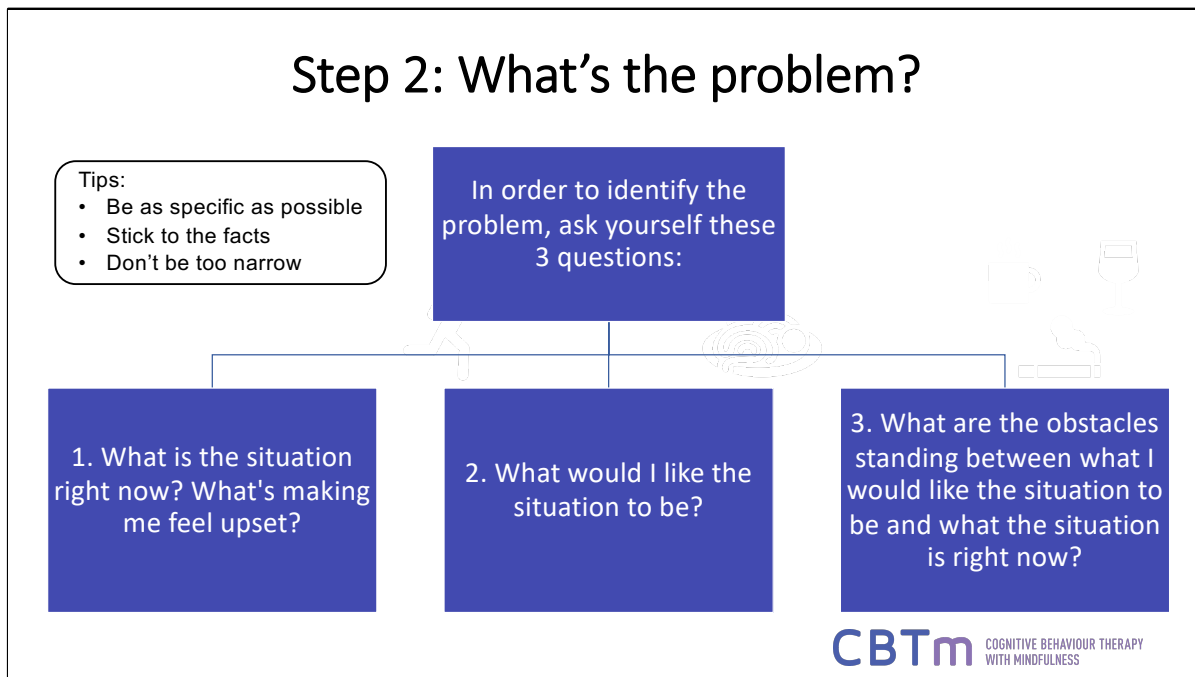 Step 2: What’s the problem?
Tips:
• Be as specific as possible
• Stick to the facts
• Don’t be too narrow
In order to identify the
problem, ask yourself these
3 questions:
1. What is the situation
right now? What's making
me feel upset?
2. What would I like the
situation to be?
3. What are the obstacles
standing between what I
would like the situation to
be and what the situation
is right now?
CBTm
COGNITIVE BEHAVIOUR THERAPY
WITH MINDFULNESS